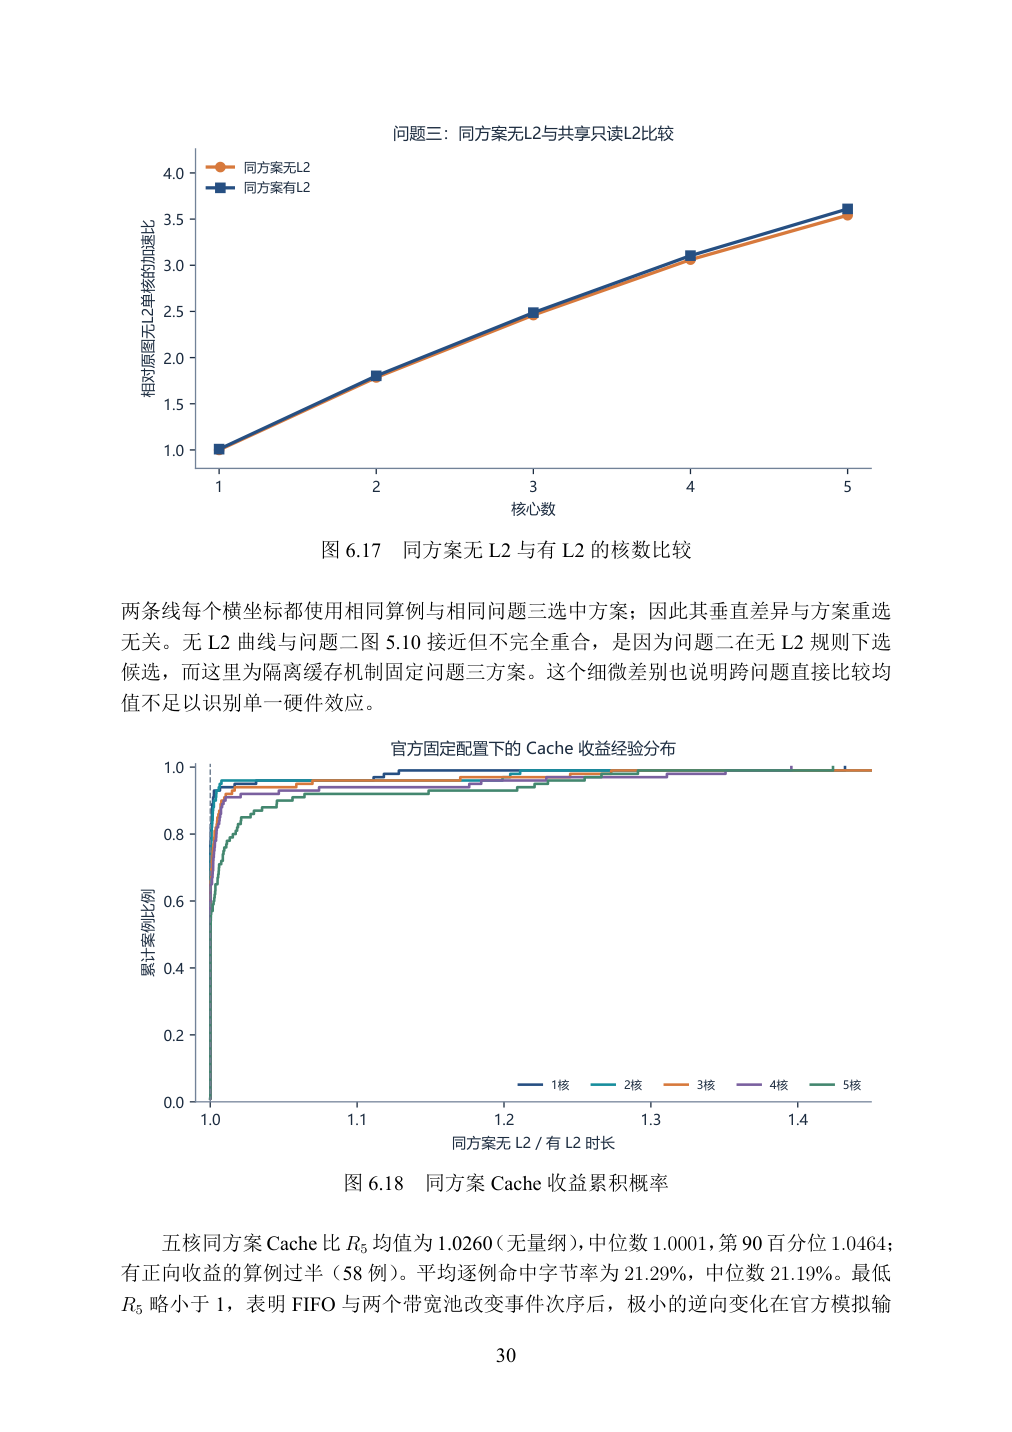 问题三：同方案无L2与共享只读L2比较
同方案无L2
同方案有L2
相对原图无L2单核的加速比
4.0
3.5
3.0
2.5
2.0
1.5
1.0
1 2 3 4 5
核心数
图 6.17 同方案无 L2 与有 L2 的核数比较
两条线每个横坐标都使用相同算例与相同问题三选中方案；因此其垂直差异与方案重选
无关。无 L2 曲线与问题二图 5.10 接近但不完全重合，是因为问题二在无 L2 规则下选
候选，而这里为隔离缓存机制固定问题三方案。这个细微差别也说明跨问题直接比较均
值不足以识别单一硬件效应。
官方固定配置下的 Cache 收益经验分布
累计案例比例
1.0
0.8
0.6
0.4
0.2
0.0
1核 2核 3核 4核 5核
1.0 1.1 1.2 1.3 1.4
同方案无 L2 / 有 L2 时长
图 6.18 同方案 Cache 收益累积概率
五核同方案 Cache 比 R₅ 均值为 1.0260（无量纲），中位数 1.0001，第 90 百分位 1.0464；
有正向收益的算例过半（58 例）。平均逐例命中字节率为 21.29%，中位数 21.19%。最低
R₅ 略小于 1，表明 FIFO 与两个带宽池改变事件次序后，极小的逆向变化在官方模拟输
30